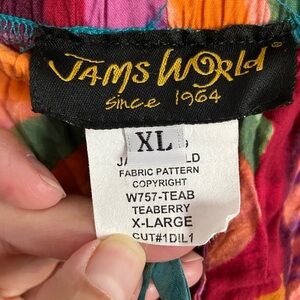 JAMS WORLD
Since 1964
XL
FABRIC PATTERN
COPYRIGHT
W757-TEAB
TEABERRY
X-LARGE
CUT#1DIL1